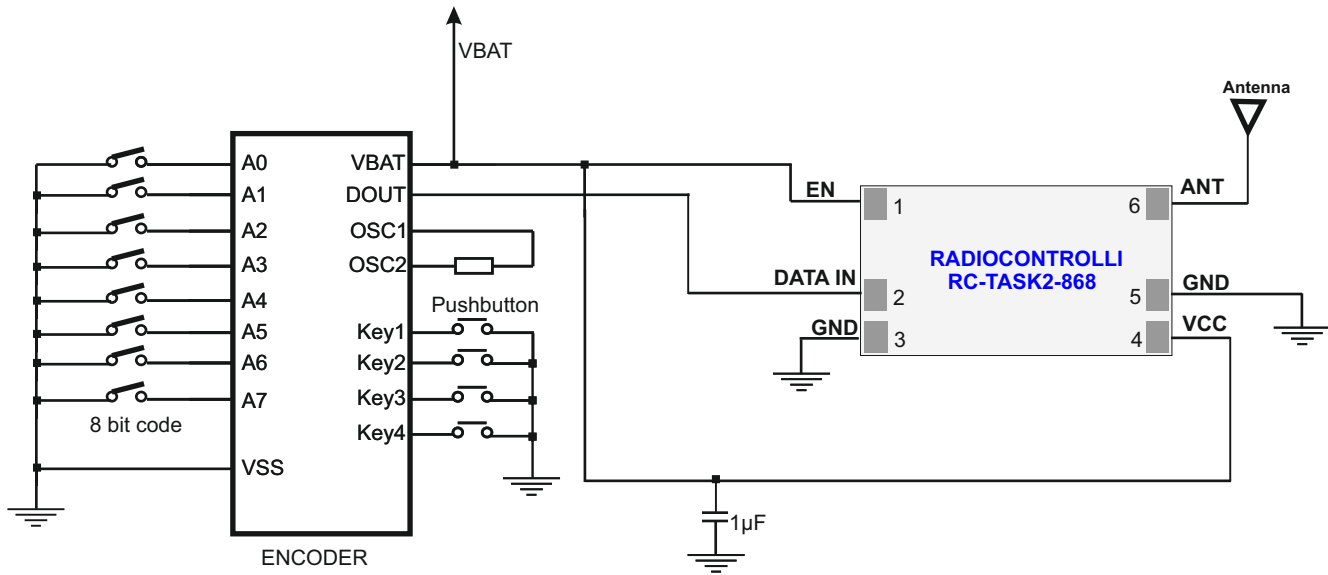 VBAT
Antenna
A0
A1
A2
A3
A4
A5
A6
A7
VSS
8 bit code
VBAT
DOUT
OSC1
OSC2
Pushbutton
Key1
Key2
Key3
Key4
ENCODER
EN
DATA IN
GND
1
2
3
RADIOCONTROLLI
RC-TASK2-868
6
5
4
ANT
GND
VCC
1µF